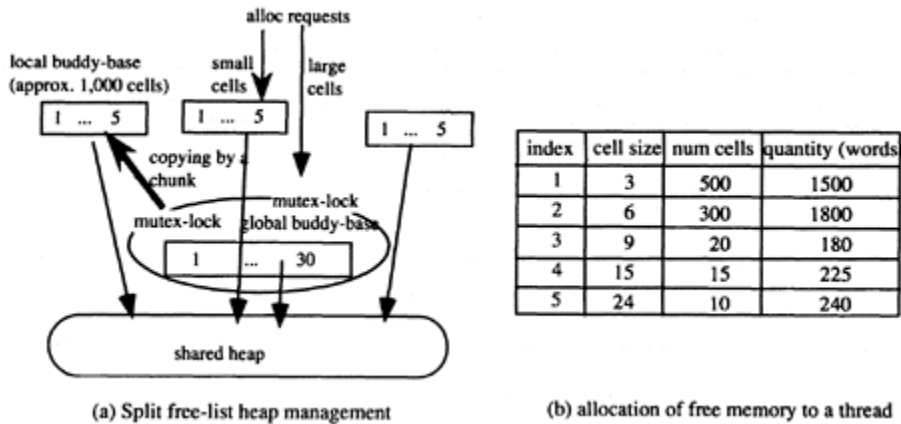 alloc requests
local buddy-base
(approx. 1,000 cells)
small
cells
large
cells
1 ... 5
1 ... 5
1 ... 5
copying by a
chunk
mutex-lock
mutex-lock
global buddy-base
1 ... 30
shared heap
(a) Split free-list heap management
index cell size num cells quantity (words
1 3 500 1500
2 6 300 1800
3 9 20 180
4 15 15 225
5 24 10 240
(b) allocation of free memory to a thread